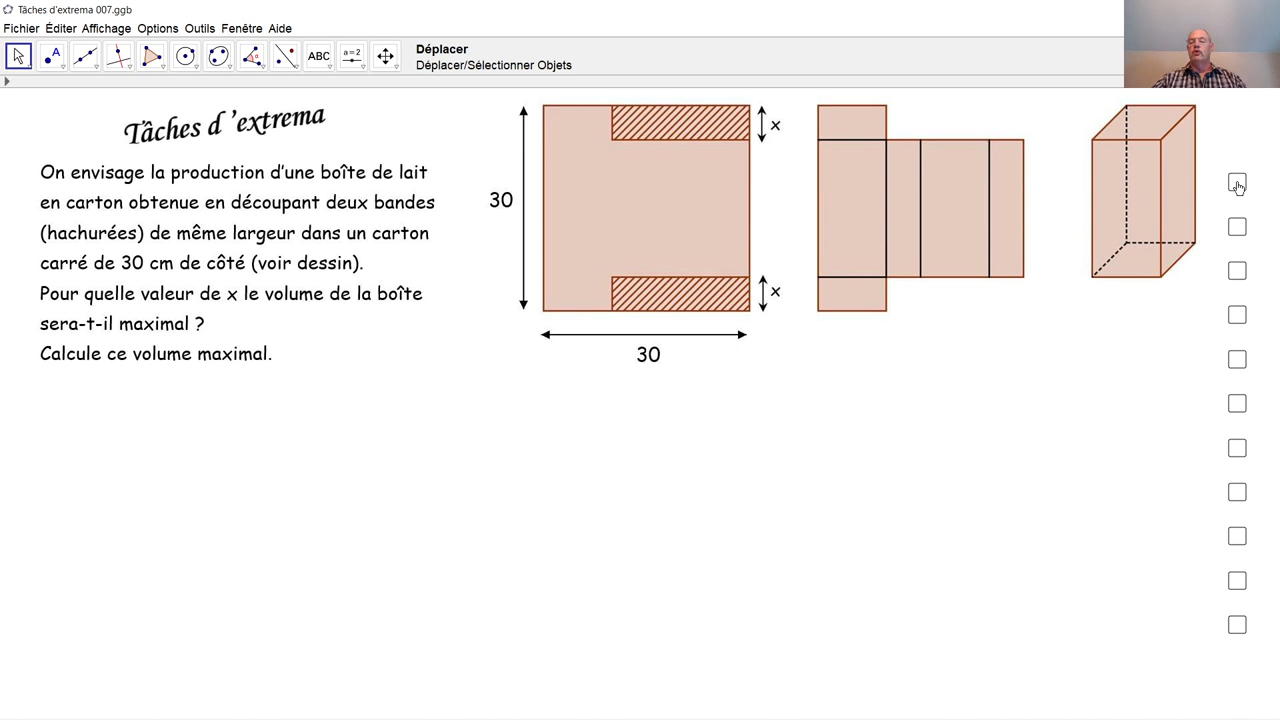 Tâches d'extrema 007.ggb
Fichier Éditer Affichage Options Outils Fenêtre Aide
A
ABC
a=2
Déplacer
Déplacer/Sélectionner Objets
Tâches d'extrema
On envisage la production d'une boîte de lait
en carton obtenue en découpant deux bandes
(hachurées) de même largeur dans un carton
carré de 30 cm de côté (voir dessin).
Pour quelle valeur de x le volume de la boîte
sera-t-il maximal ?
Calcule ce volume maximal.
x
30
x
30